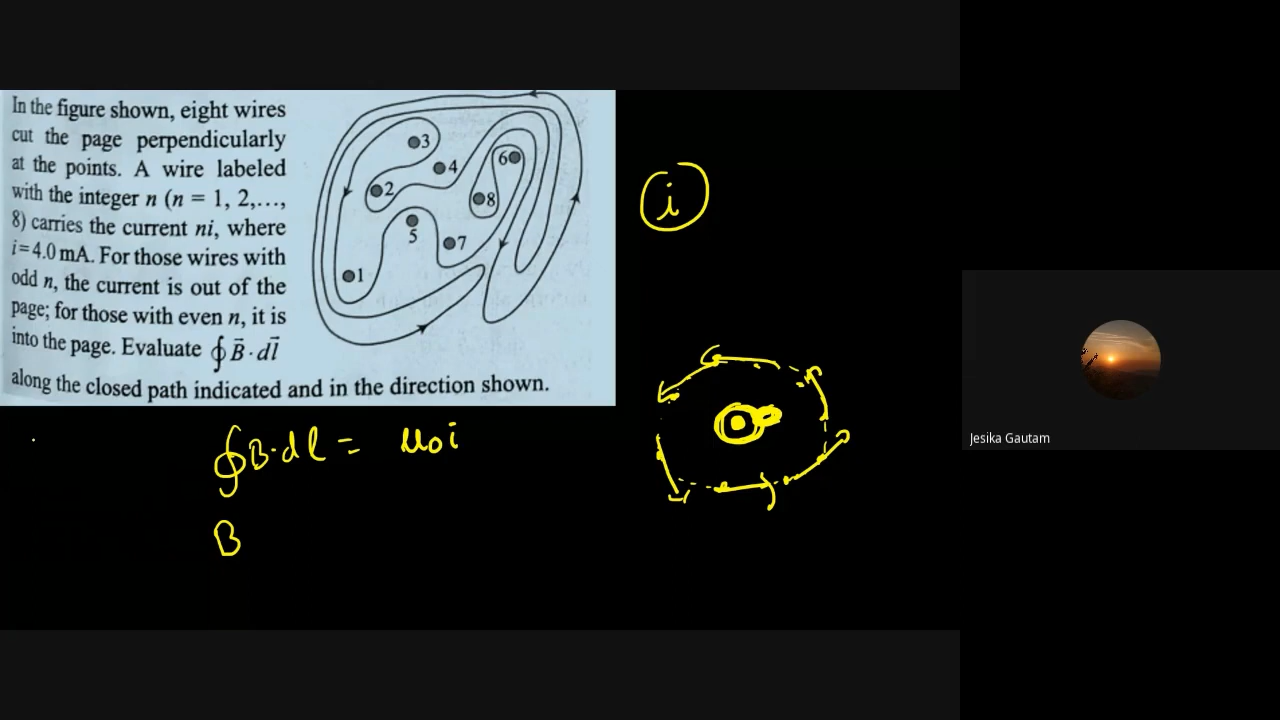 In the figure shown, eight wires
cut the page perpendicularly
at the points. A wire labeled
with the integer n (n = 1, 2,...,
8) carries the current ni, where
i=4.0 mA. For those wires with
odd n, the current is out of the
page; for those with even n, it is
into the page. Evaluate ∮ B⃗ · dl⃗
along the closed path indicated and in the direction shown.
3
4
6
2
8
5
7
1
i
∮B·dl = μ₀i
B
Jesika Gautam